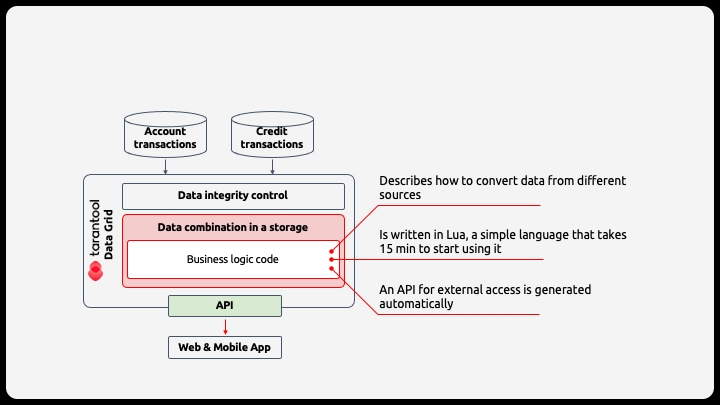 Account
transactions
Credit
transactions
tarantool
Data Grid
Data integrity control
Data combination in a storage
Business logic code
API
Web & Mobile App
Describes how to convert data from different
sources
Is written in Lua, a simple language that takes
15 min to start using it
An API for external access is generated
automatically